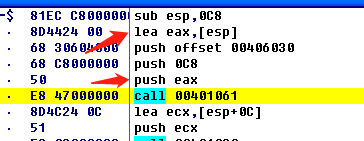 $ 81EC C8000000 sub esp,0C8
. 8D4424 00 lea eax,[esp]
. 68 30604000 push offset 00406030
. 68 C8000000 push 0C8
. 50 push eax
. E8 47000000 call 00401061
. 8D4C24 0C lea ecx,[esp+0C]
. 51 push ecx